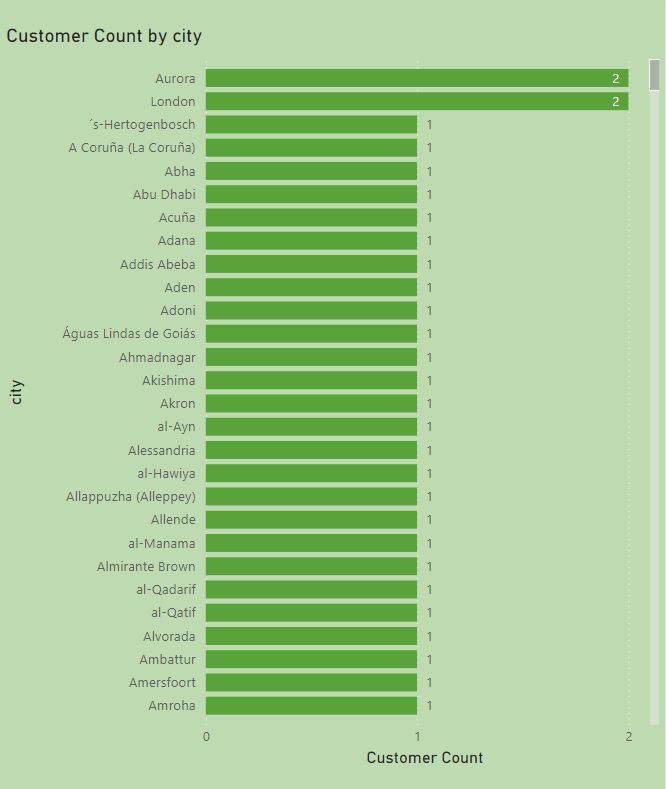 Customer Count by city
Aurora 2
London 2
´s-Hertogenbosch 1
A Coruña (La Coruña) 1
Abha 1
Abu Dhabi 1
Acuña 1
Adana 1
Addis Abeba 1
Aden 1
Adoni 1
Águas Lindas de Goiás 1
Ahmadnagar 1
Akishima 1
Akron 1
al-Ayn 1
Alessandria 1
al-Hawiya 1
Allappuzha (Alleppey) 1
Allende 1
al-Manama 1
Almirante Brown 1
al-Qadarif 1
al-Qatif 1
Alvorada 1
Ambattur 1
Amersfoort 1
Amroha 1
city
0 1 2
Customer Count